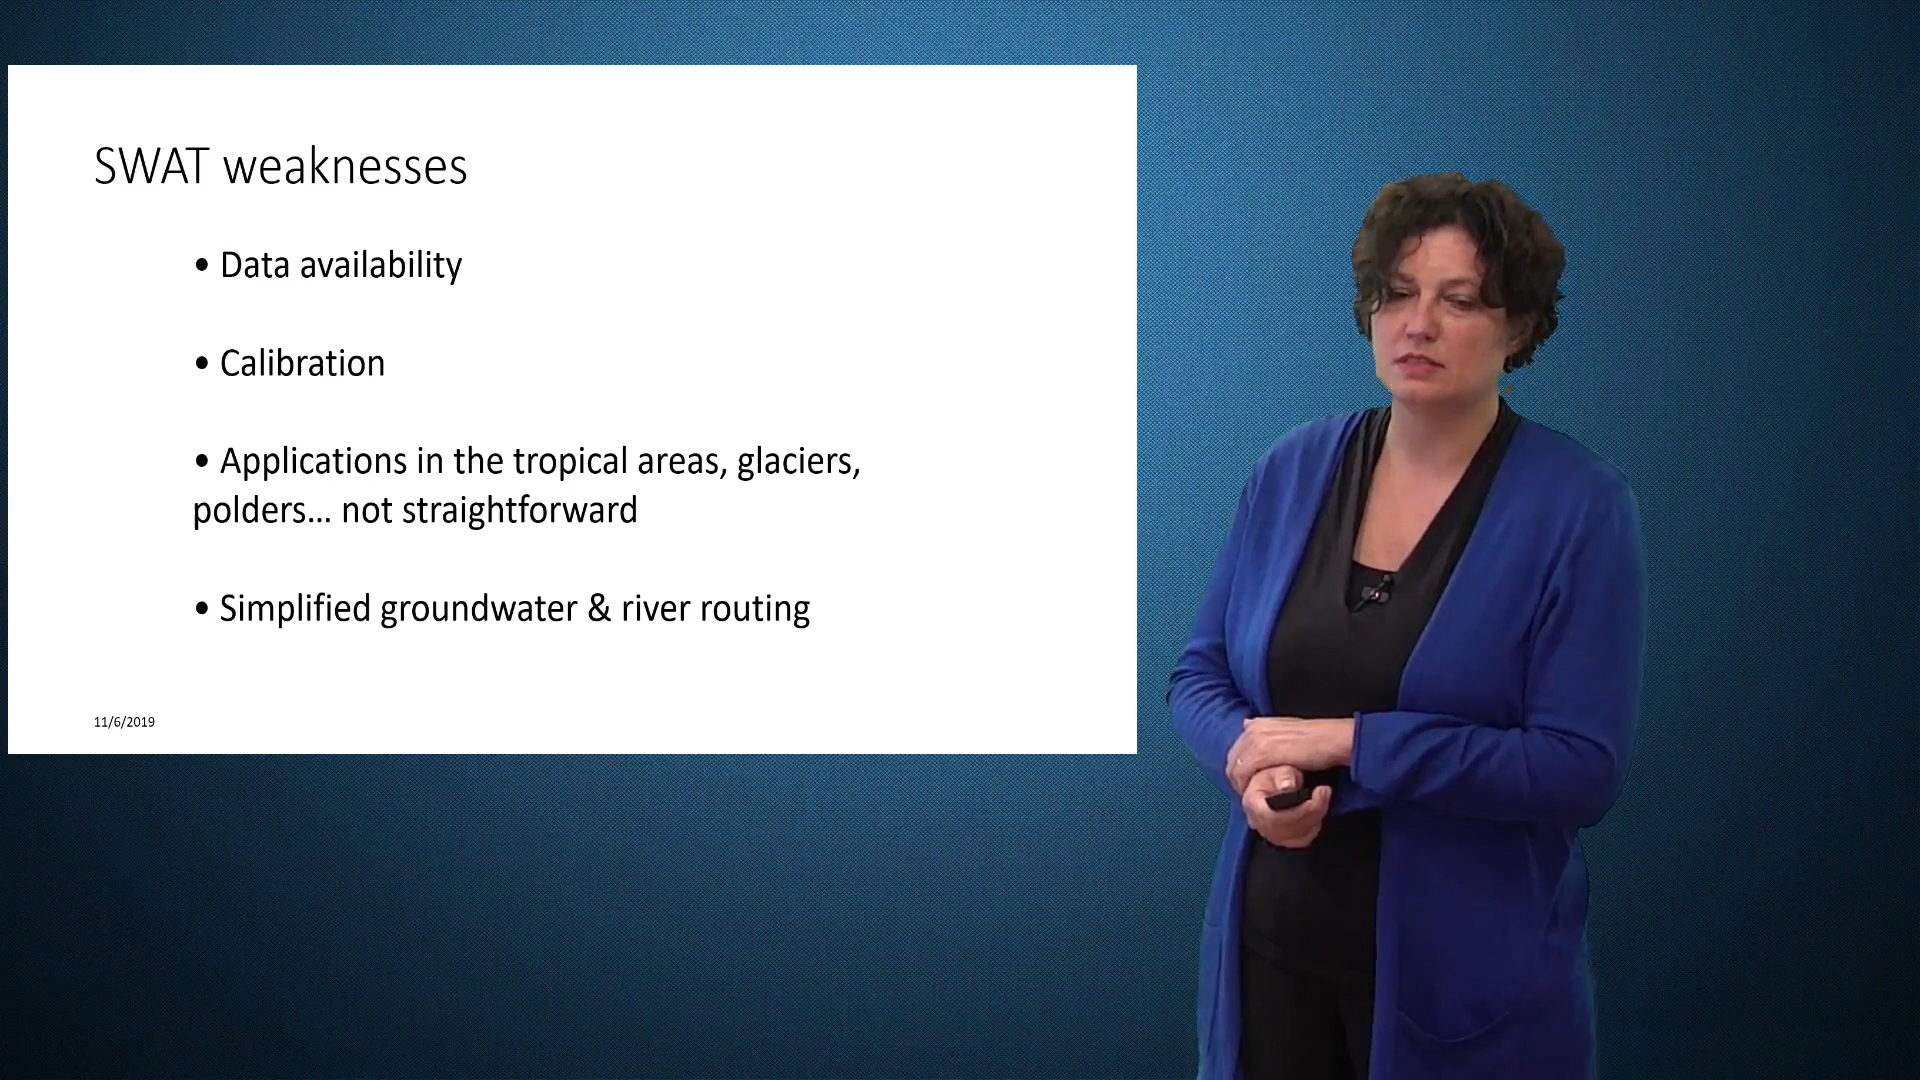 SWAT weaknesses
• Data availability
• Calibration
• Applications in the tropical areas, glaciers,
polders... not straightforward
• Simplified groundwater & river routing
11/6/2019